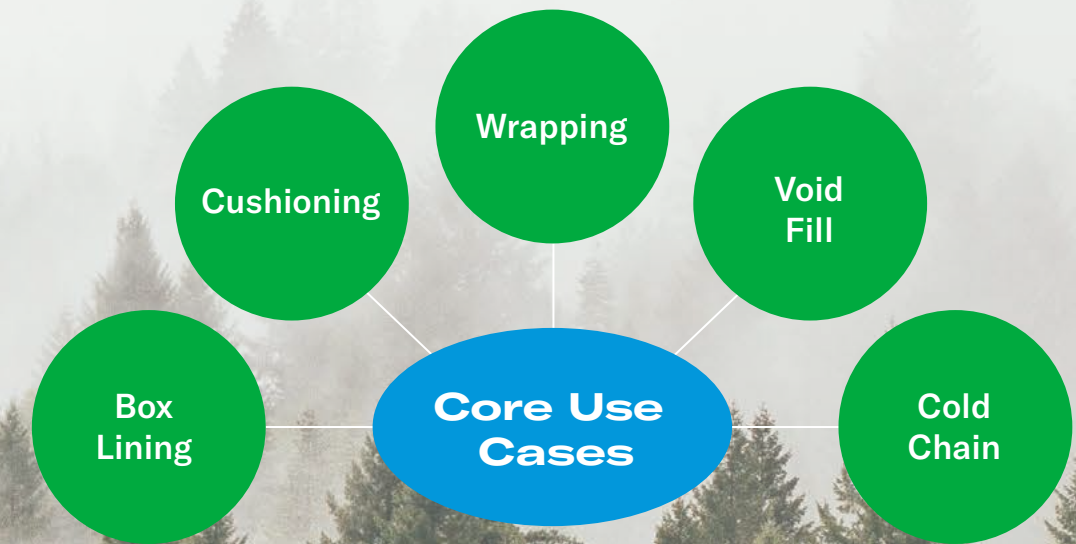 Wrapping
Cushioning
Void
Fill
Box
Lining
Core Use
Cases
Cold
Chain